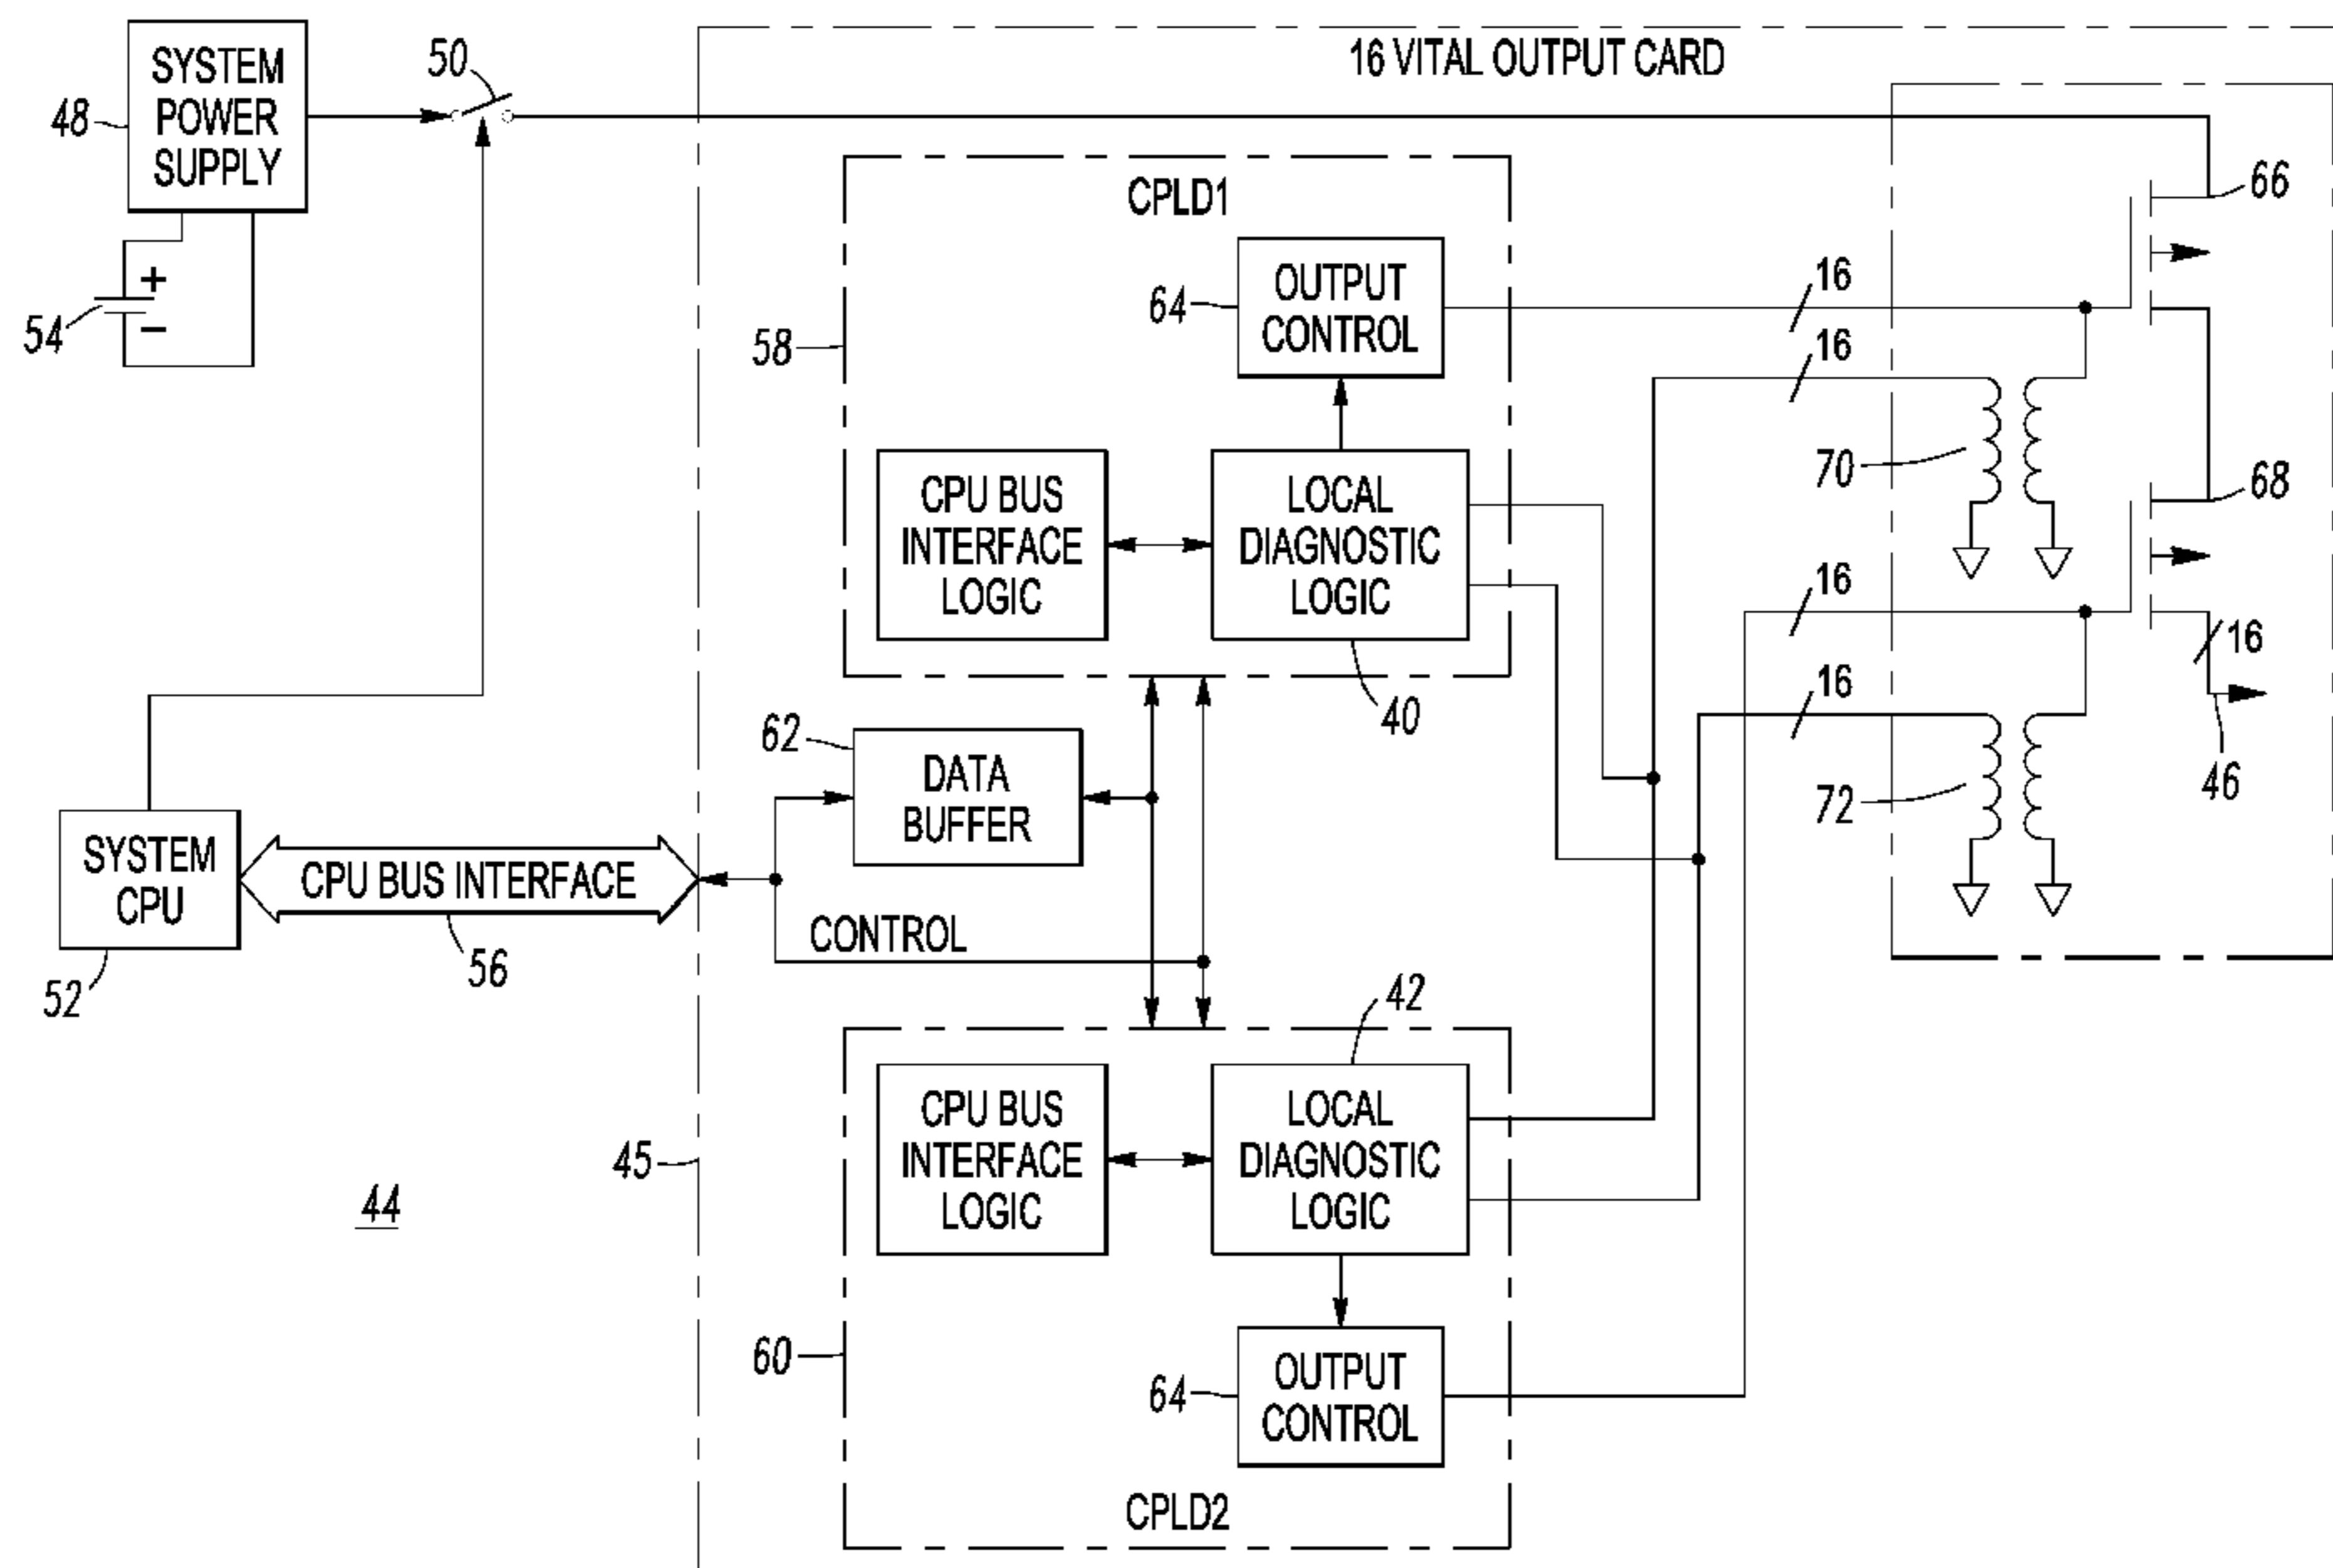 16 VITAL OUTPUT CARD
50
48
SYSTEM
POWER
SUPPLY
+
−
54
CPLD1
58
64
OUTPUT
CONTROL
16
16
66
CPU BUS
INTERFACE
LOGIC
LOCAL
DIAGNOSTIC
LOGIC
40
70
68
16
16
16
46
72
62
DATA
BUFFER
SYSTEM
CPU
52
CPU BUS INTERFACE
56
CONTROL
42
CPU BUS
INTERFACE
LOGIC
LOCAL
DIAGNOSTIC
LOGIC
45
44
60
64
OUTPUT
CONTROL
CPLD2